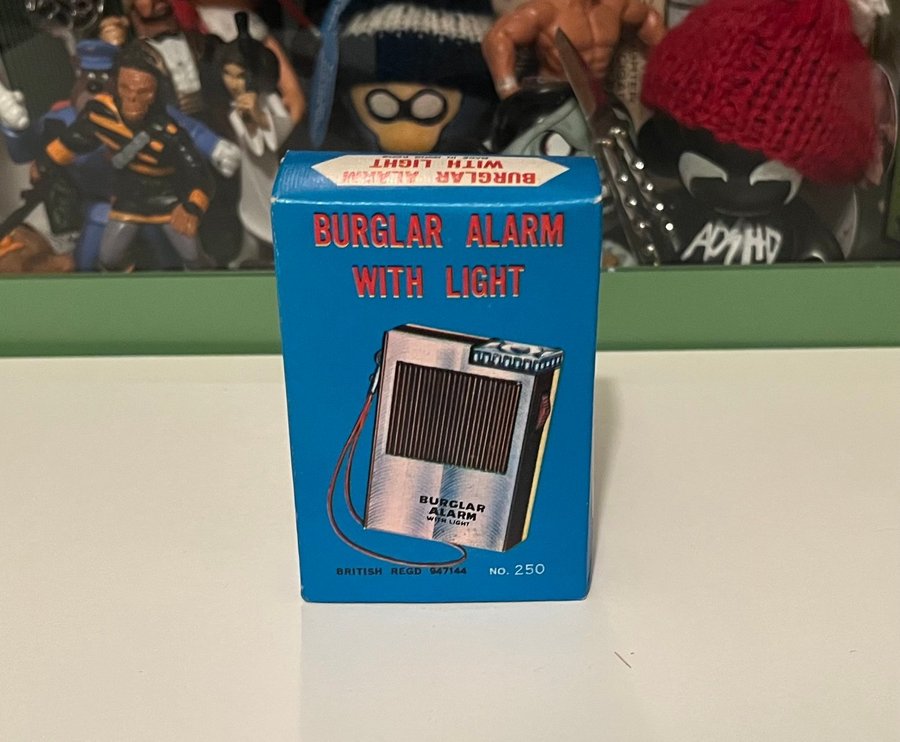 BURGLAR ALARM
WITH LIGHT
BURGLAR ALARM
WITH LIGHT
BURGLAR
ALARM
WITH LIGHT
BRITISH REGD 947144 NO. 250